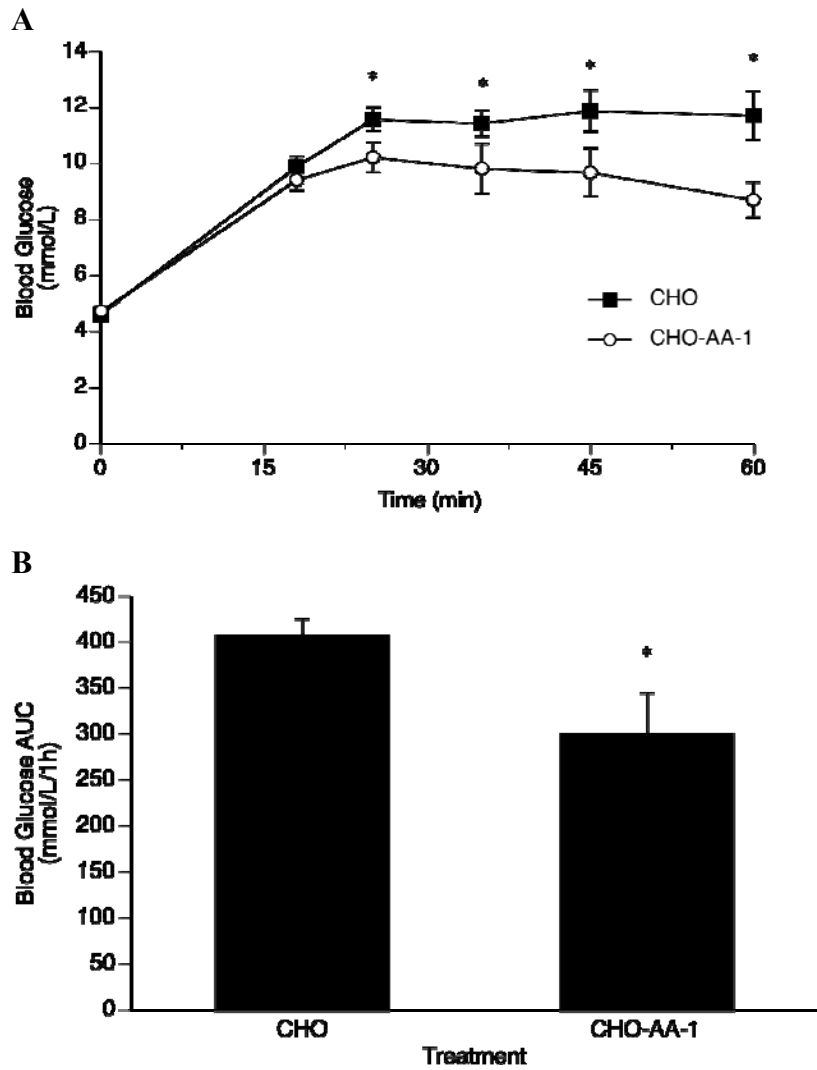 A
14
*
*
*
*
12
10
8
6
4
2
0
Blood Glucose
(mmol/L)
CHO
CHO-AA-1
0
15
30
45
60
Time (min)
B
450
400
350
300
250
200
150
100
50
0
*
Blood Glucose AUC
(mmol/L/1h)
CHO
CHO-AA-1
Treatment